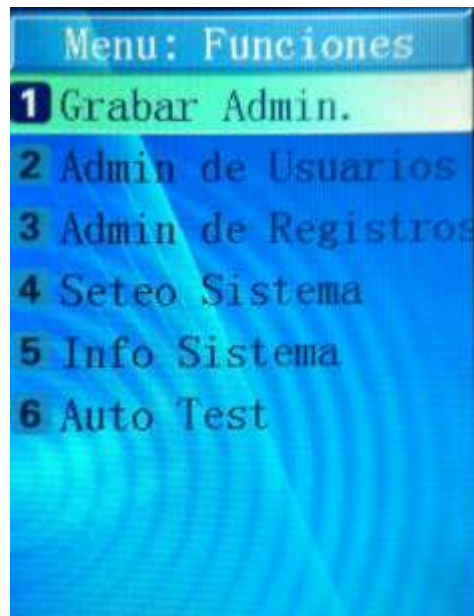 Menu: Funciones
1 Grabar Admin.
2 Admin de Usuarios
3 Admin de Registros
4 Seteo Sistema
5 Info Sistema
6 Auto Test